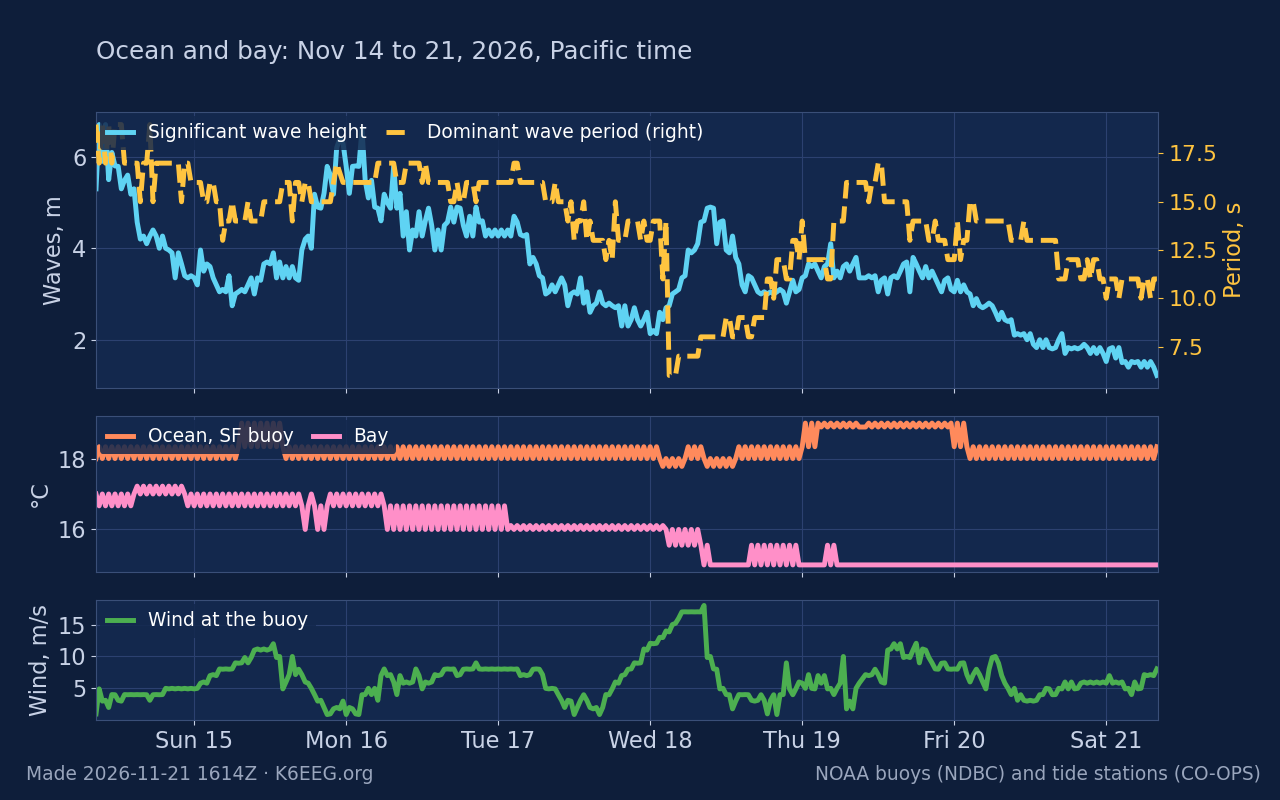 Ocean and bay: Nov 14 to 21, 2026, Pacific time
Significant wave height
Dominant wave period (right)
Waves, m
6
4
2
17.5
15.0
12.5
10.0
7.5
Period, s
Ocean, SF buoy
Bay
°C
18
16
Wind at the buoy
Wind, m/s
15
10
5
Sun 15
Mon 16
Tue 17
Wed 18
Thu 19
Fri 20
Sat 21
Made 2026-11-21 1614Z · K6EEG.org
NOAA buoys (NDBC) and tide stations (CO-OPS)